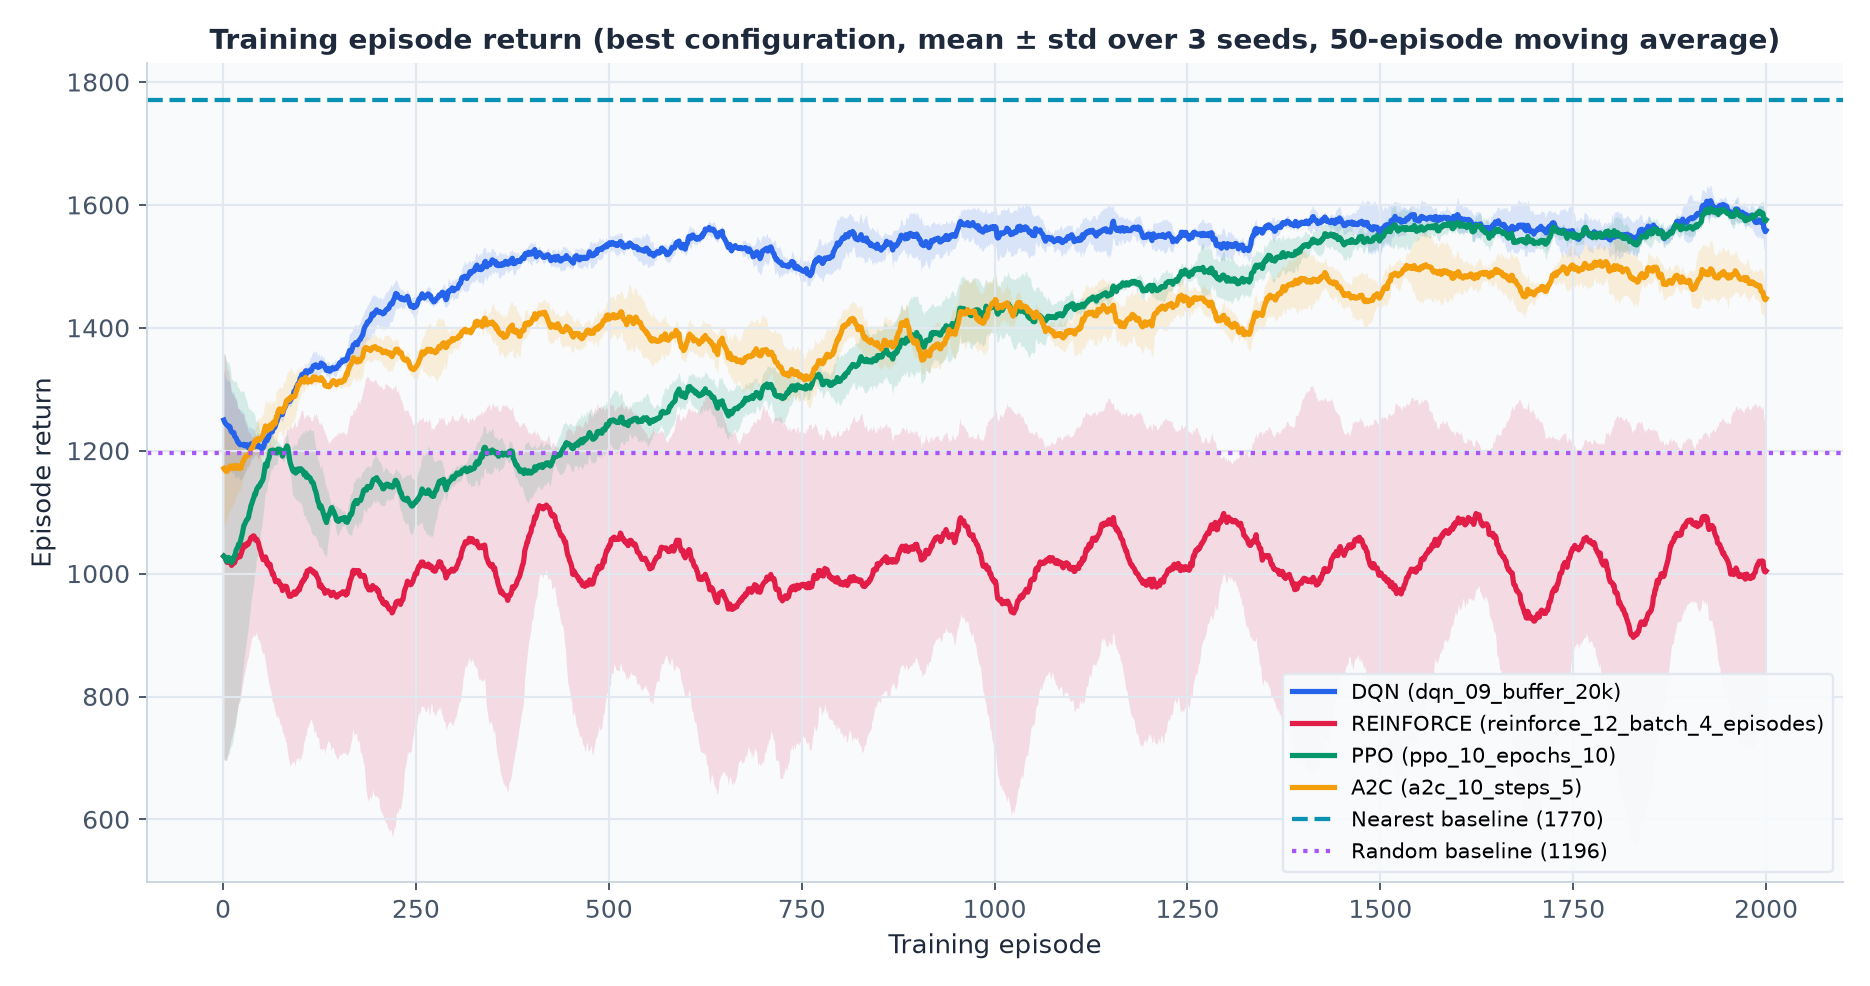 Training episode return (best configuration, mean ± std over 3 seeds, 50-episode moving average)
Episode return
1800
1600
1400
1200
1000
800
600
0 250 500 750 1000 1250 1500 1750 2000
Training episode
DQN (dqn_09_buffer_20k)
REINFORCE (reinforce_12_batch_4_episodes)
PPO (ppo_10_epochs_10)
A2C (a2c_10_steps_5)
Nearest baseline (1770)
Random baseline (1196)